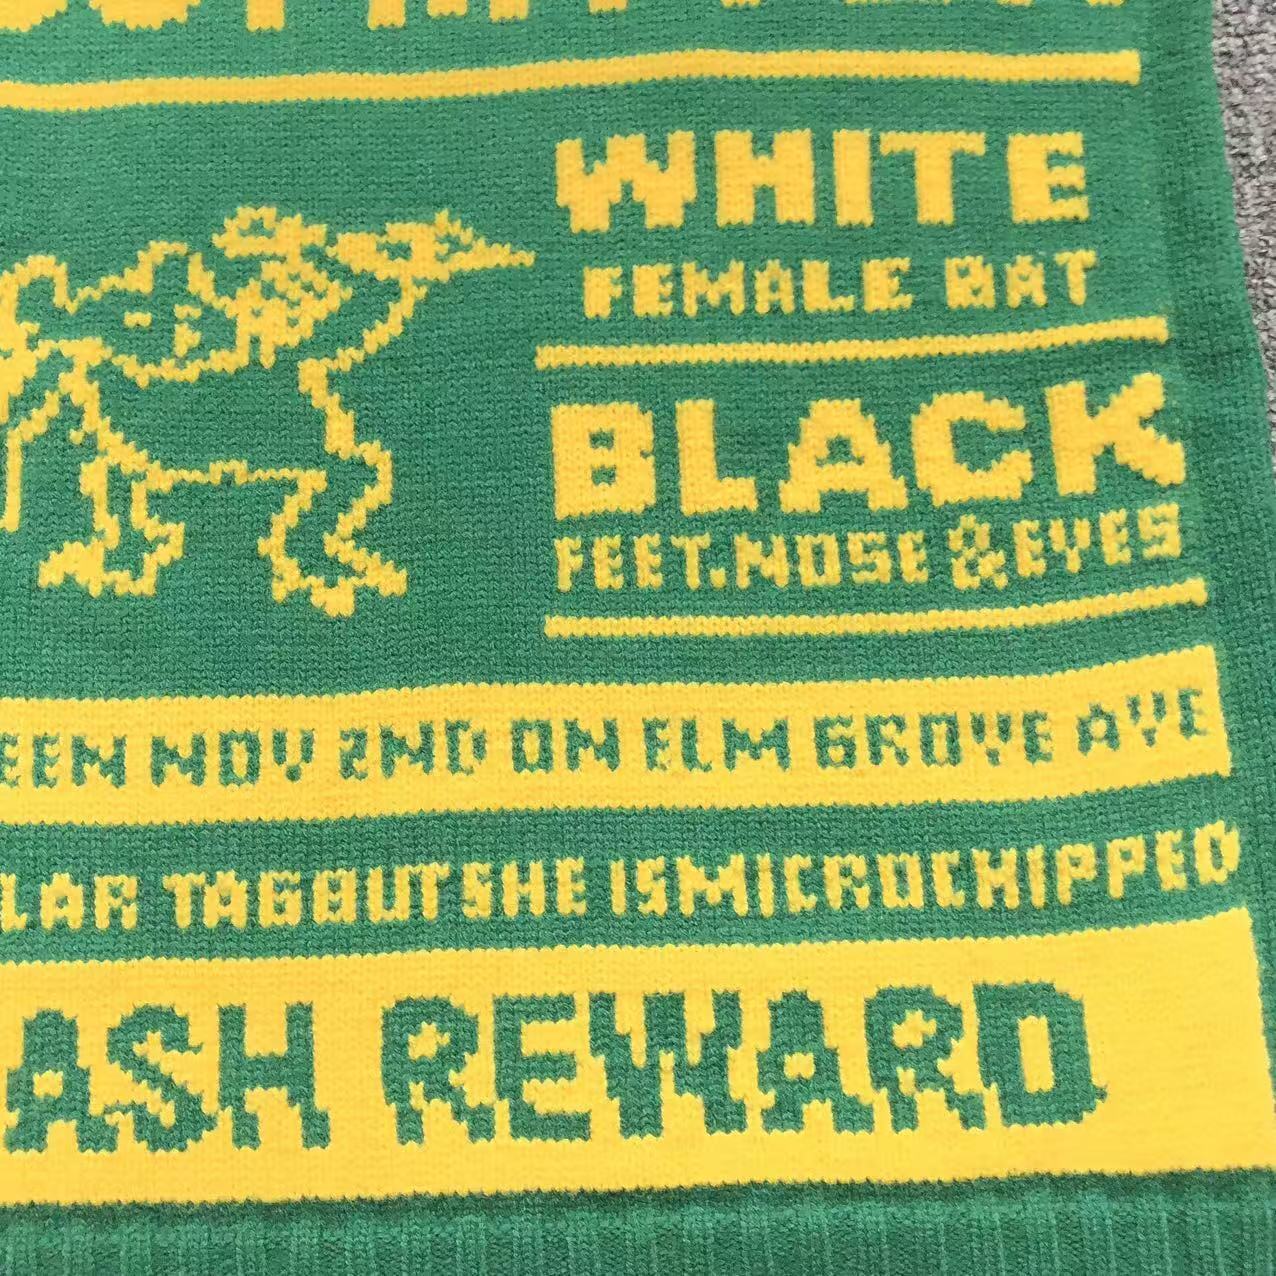 WHITE
FEMALE RAT
BLACK
FEET, NOSE & EYES
EEN NOV 2ND ON ELM GROVE AVE
LAR TAG BUT SHE IS MICROCHIPPED
ASH REWARD